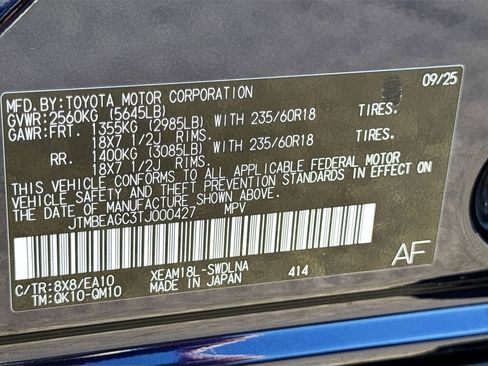 09/25
MFD.BY:TOYOTA MOTOR CORPORATION
GVWR:2560KG (5645LB)
GAWR:FRT. 1355KG (2985LB) WITH 235/60R18 TIRES.
18X7 1/2J RIMS.
RR. 1400KG (3085LB) WITH 235/60R18 TIRES.
18X7 1/2J RIMS.
THIS VEHICLE CONFORMS TO ALL APPLICABLE FEDERAL MOTOR
VEHICLE SAFETY AND THEFT PREVENTION STANDARDS IN EFFECT ON
THE DATE OF MANUFACTURE SHOWN ABOVE.
JTMBEAGC3TJ000427 MPV
C/TR:8X8/EA10 XEAM18L-SWDLNA 414 AF
TM:QK10-QM10 MADE IN JAPAN